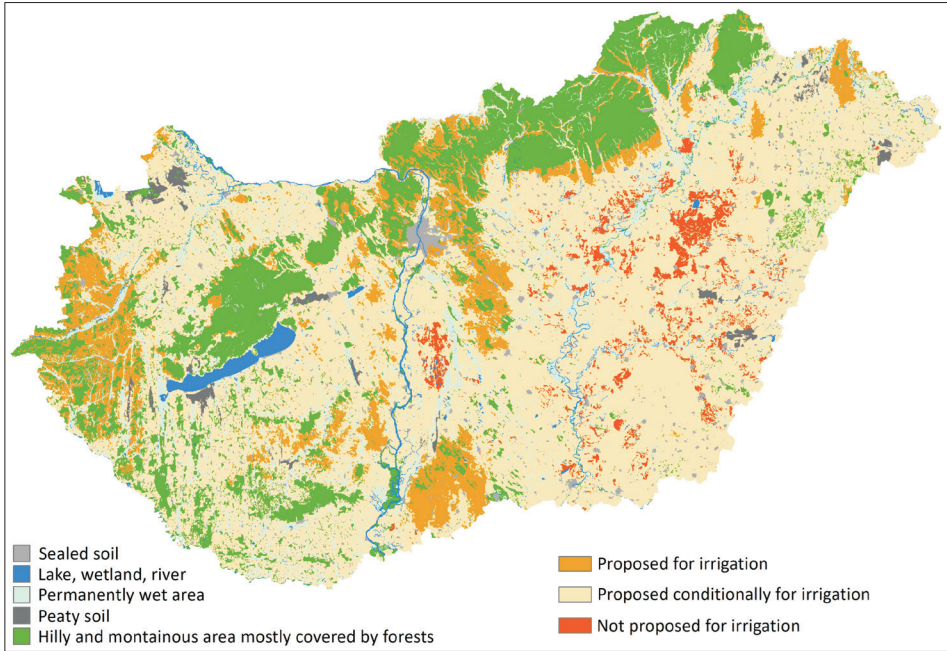 Sealed soil
Lake, wetland, river
Permanently wet area
Peaty soil
Hilly and montainous area mostly covered by forests
Proposed for irrigation
Proposed conditionally for irrigation
Not proposed for irrigation